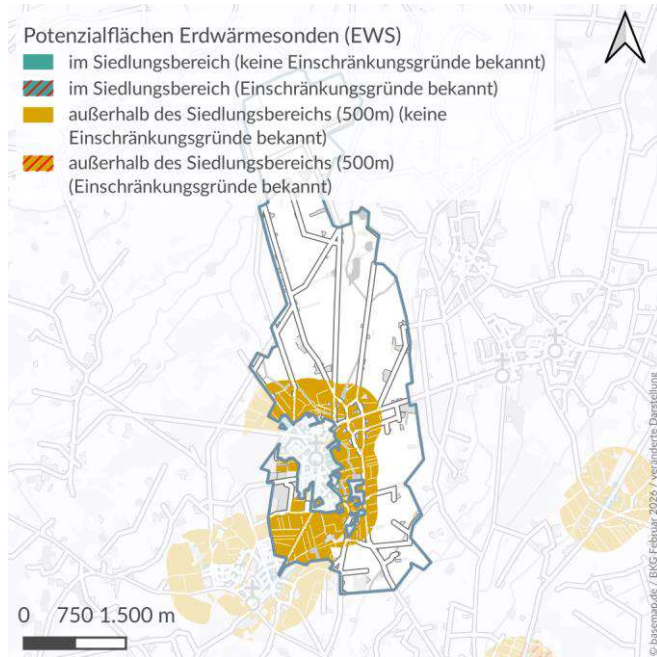 Potenzialflächen Erdwärmesonden (EWS)
im Siedlungsbereich (keine Einschränkungsgründe bekannt)
im Siedlungsbereich (Einschränkungsgründe bekannt)
außerhalb des Siedlungsbereichs (500m) (keine
Einschränkungsgründe bekannt)
außerhalb des Siedlungsbereichs (500m)
(Einschränkungsgründe bekannt)
0 750 1.500 m
© basemap.de / BKG Februar 2026 / veränderte Darstellung